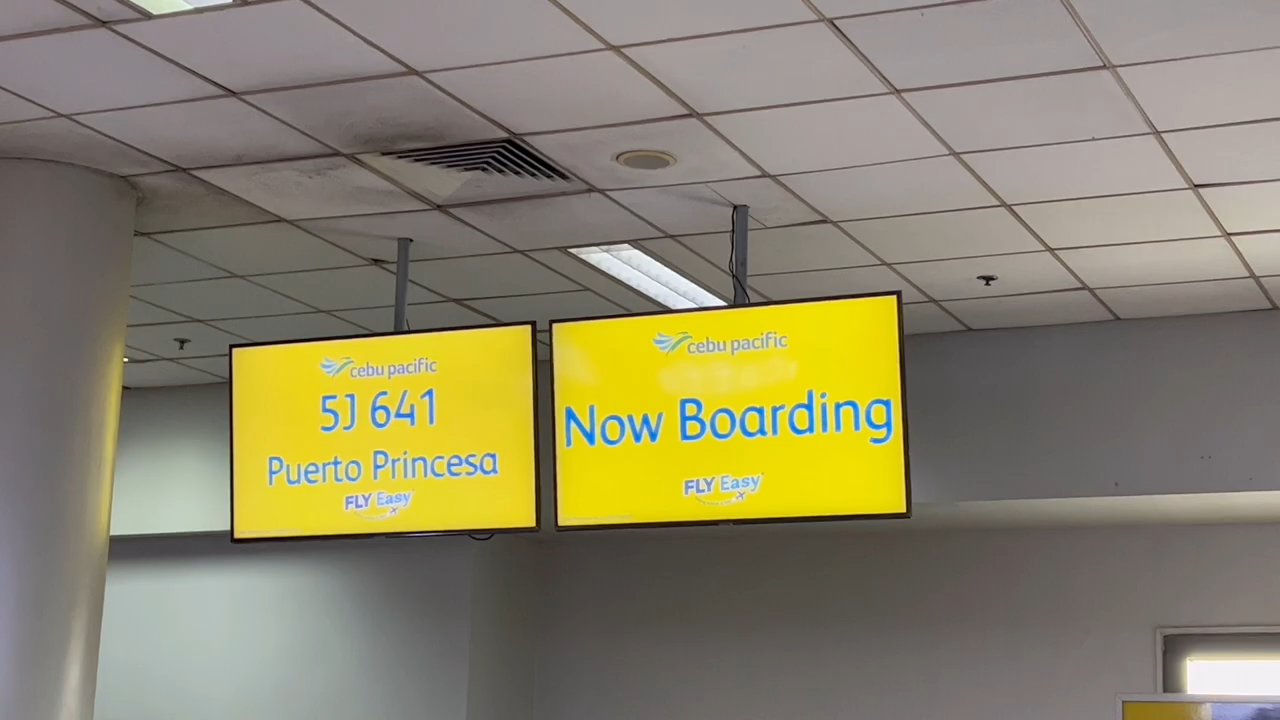 cebu pacific
5J 641
Puerto Princesa
FLY Easy
cebu pacific
Now Boarding
FLY Easy